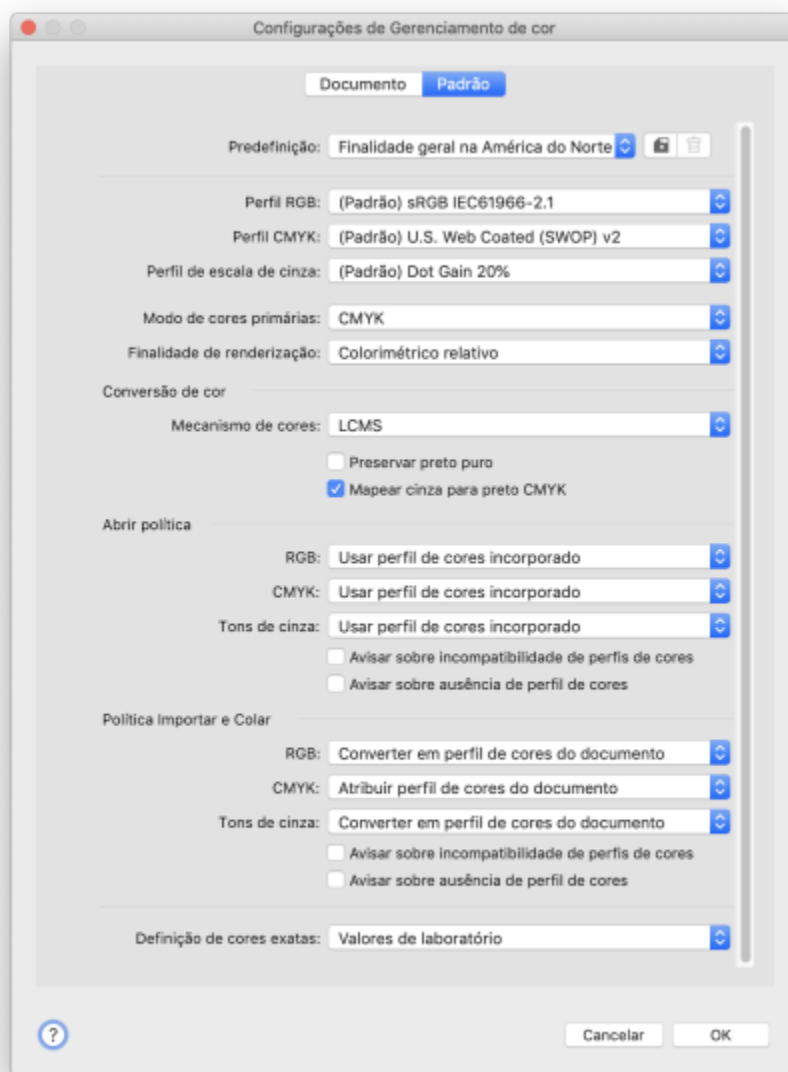 Configurações de Gerenciamento de cor
Documento Padrão
Predefinição: Finalidade geral na América do Norte
Perfil RGB: (Padrão) sRGB IEC61966-2.1
Perfil CMYK: (Padrão) U.S. Web Coated (SWOP) v2
Perfil de escala de cinza: (Padrão) Dot Gain 20%
Modo de cores primárias: CMYK
Finalidade de renderização: Colorimétrico relativo
Conversão de cor
Mecanismo de cores: LCMS
Preservar preto puro
Mapear cinza para preto CMYK
Abrir política
RGB: Usar perfil de cores incorporado
CMYK: Usar perfil de cores incorporado
Tons de cinza: Usar perfil de cores incorporado
Avisar sobre incompatibilidade de perfis de cores
Avisar sobre ausência de perfil de cores
Política Importar e Colar
RGB: Converter em perfil de cores do documento
CMYK: Atribuir perfil de cores do documento
Tons de cinza: Converter em perfil de cores do documento
Avisar sobre incompatibilidade de perfis de cores
Avisar sobre ausência de perfil de cores
Definição de cores exatas: Valores de laboratório
? Cancelar OK